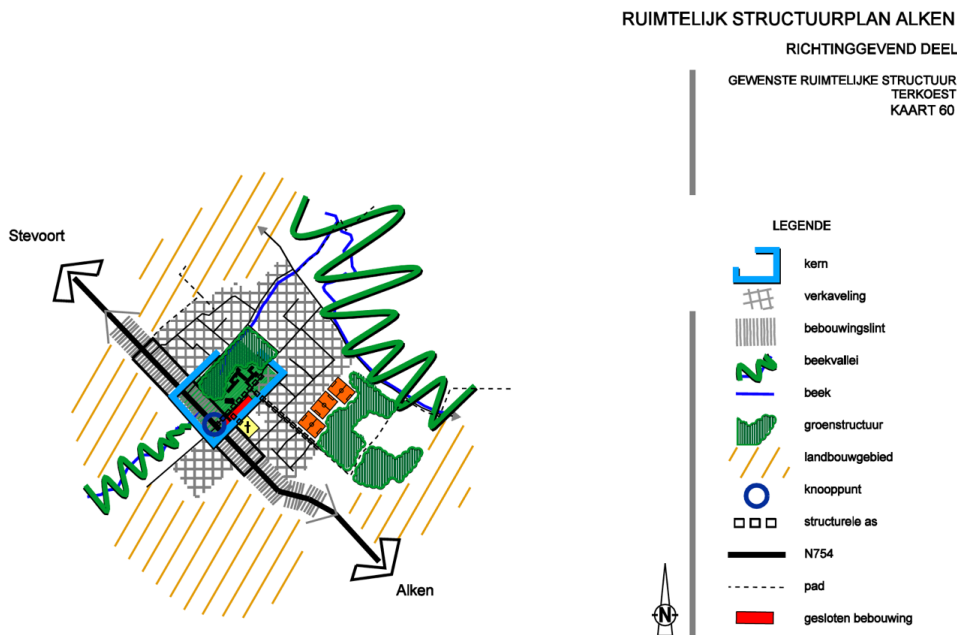 RUIMTELIJK STRUCTUURPLAN ALKEN
RICHTINGGEVEND DEEL
GEWENSTE RUIMTELIJKE STRUCTUUR
TERKOEST
KAART 60
Stevoort
Alken
LEGENDE
kern
verkaveling
bebouwingslint
beekvallei
beek
groenstructuur
landbouwgebied
knooppunt
structurele as
N754
pad
gesloten bebouwing
N